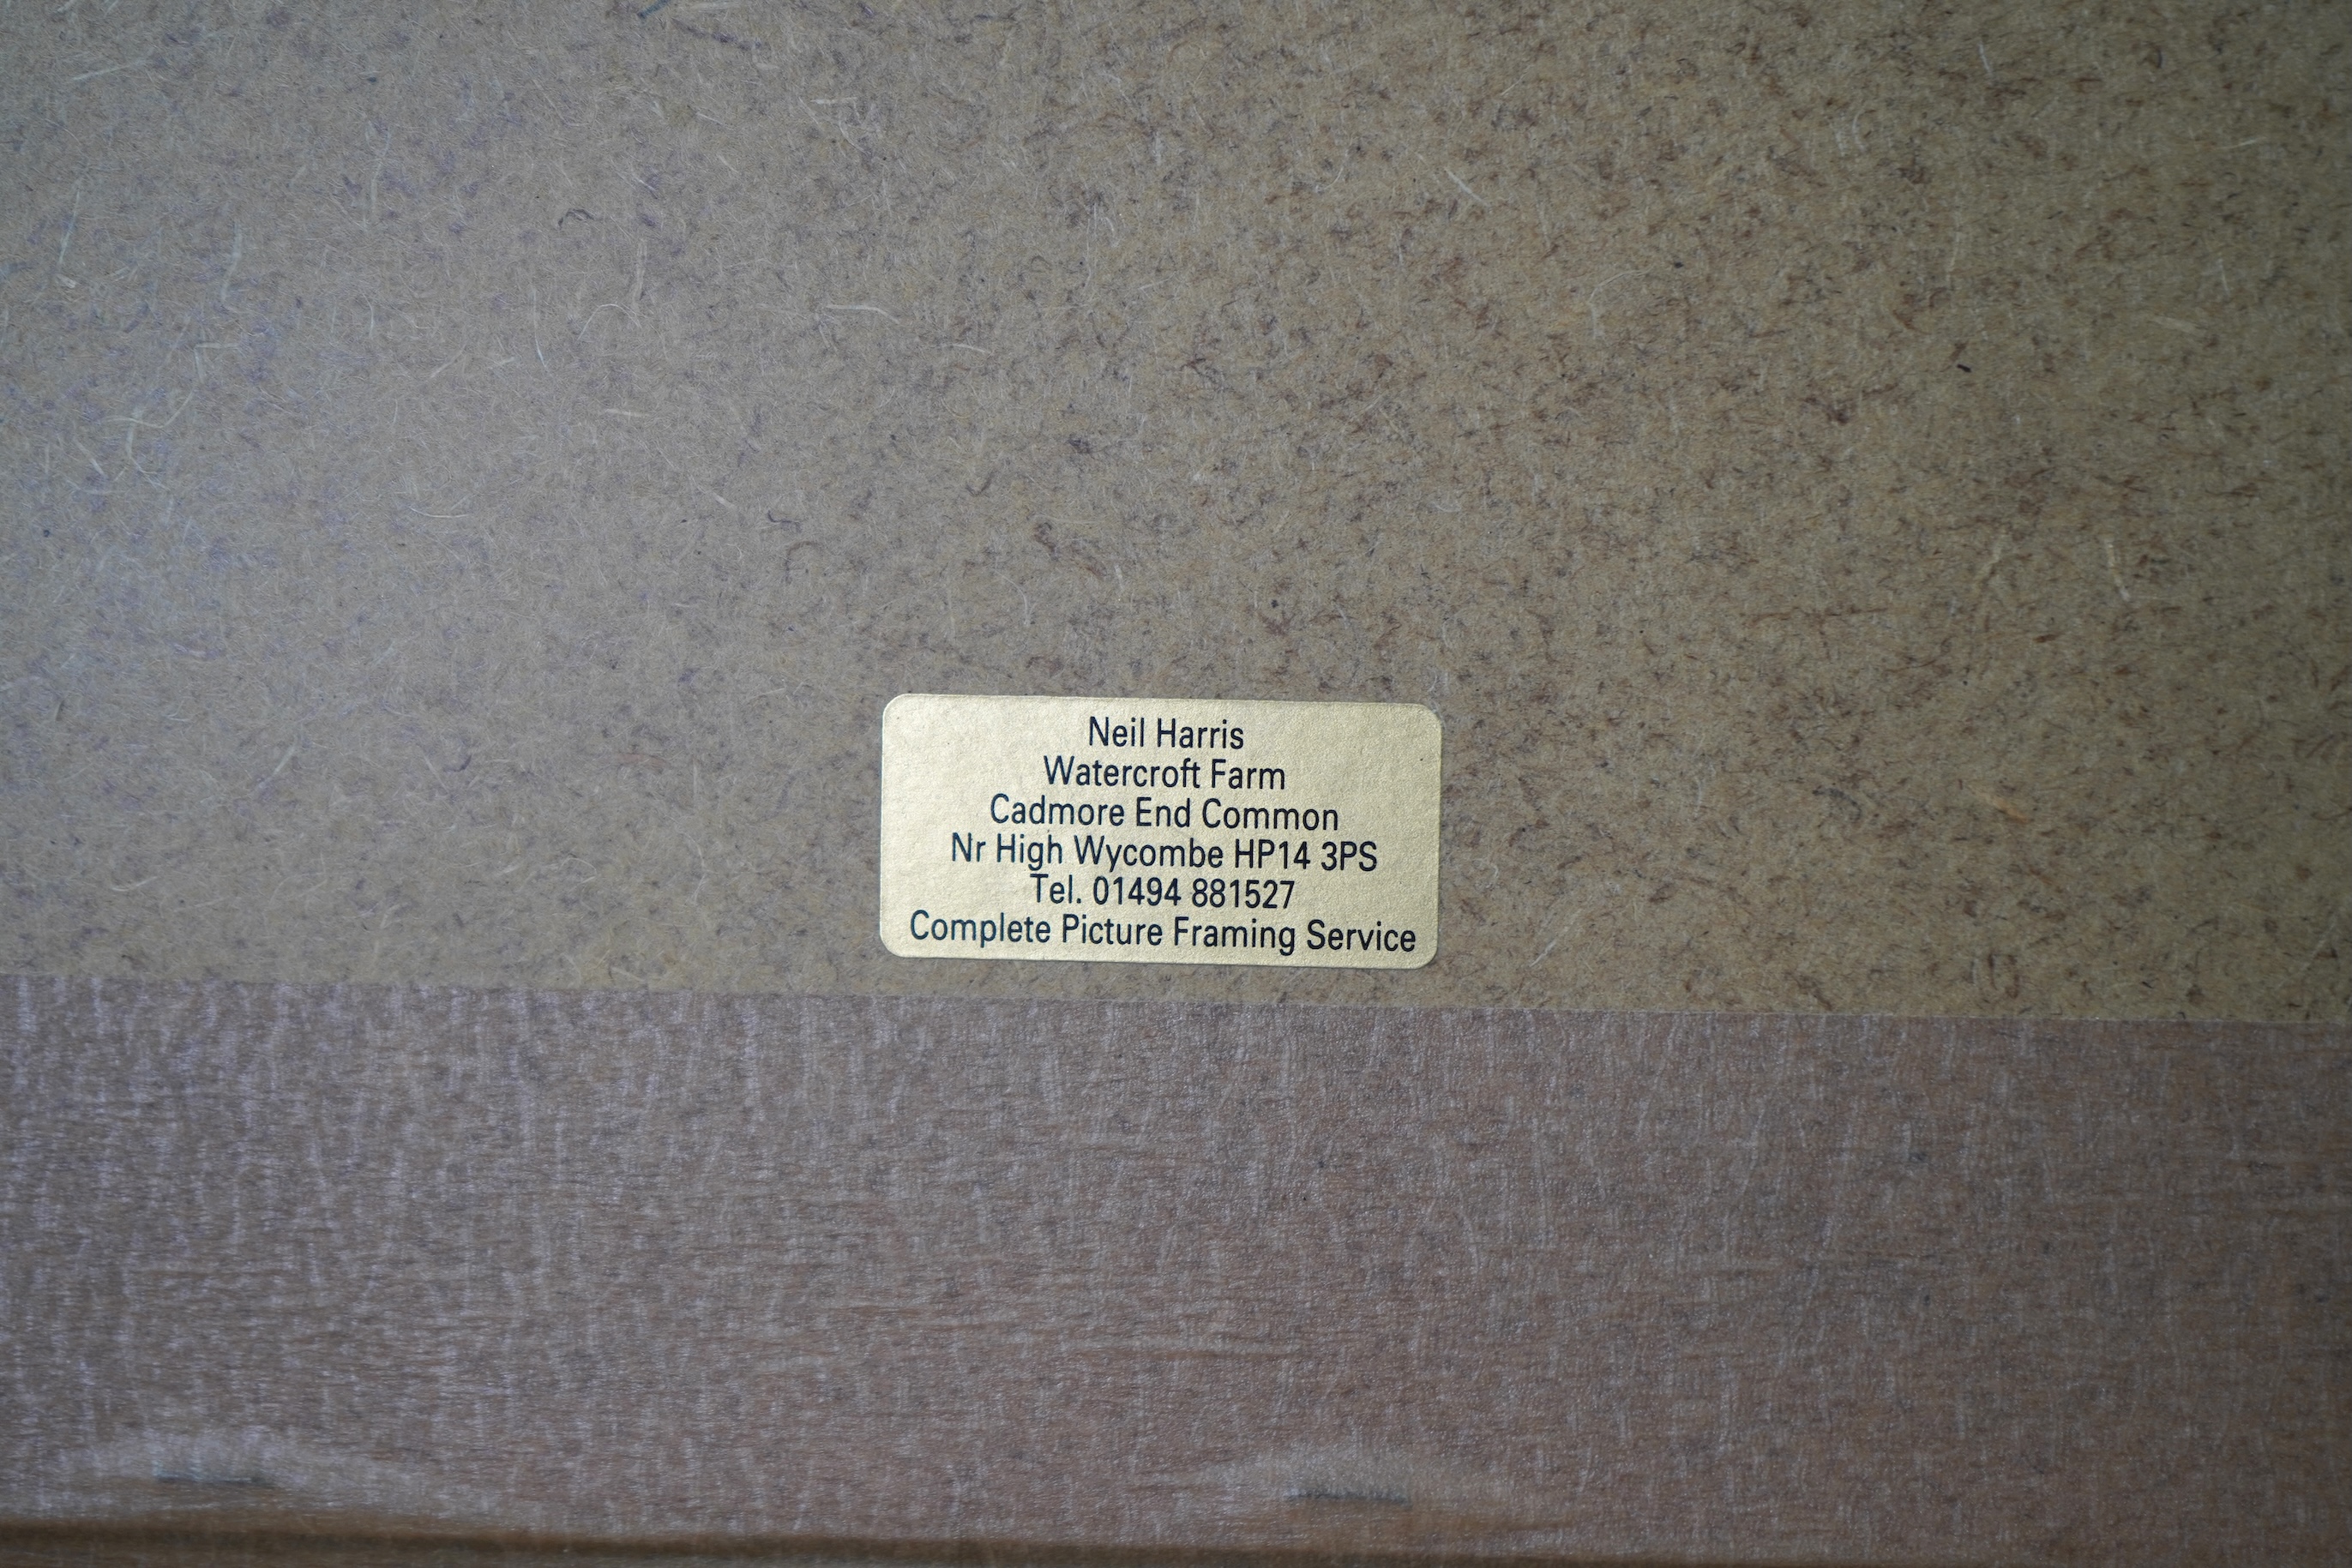 Neil Harris
Watercroft Farm
Cadmore End Common
Nr High Wycombe HP14 3PS
Tel. 01494 881527
Complete Picture Framing Service